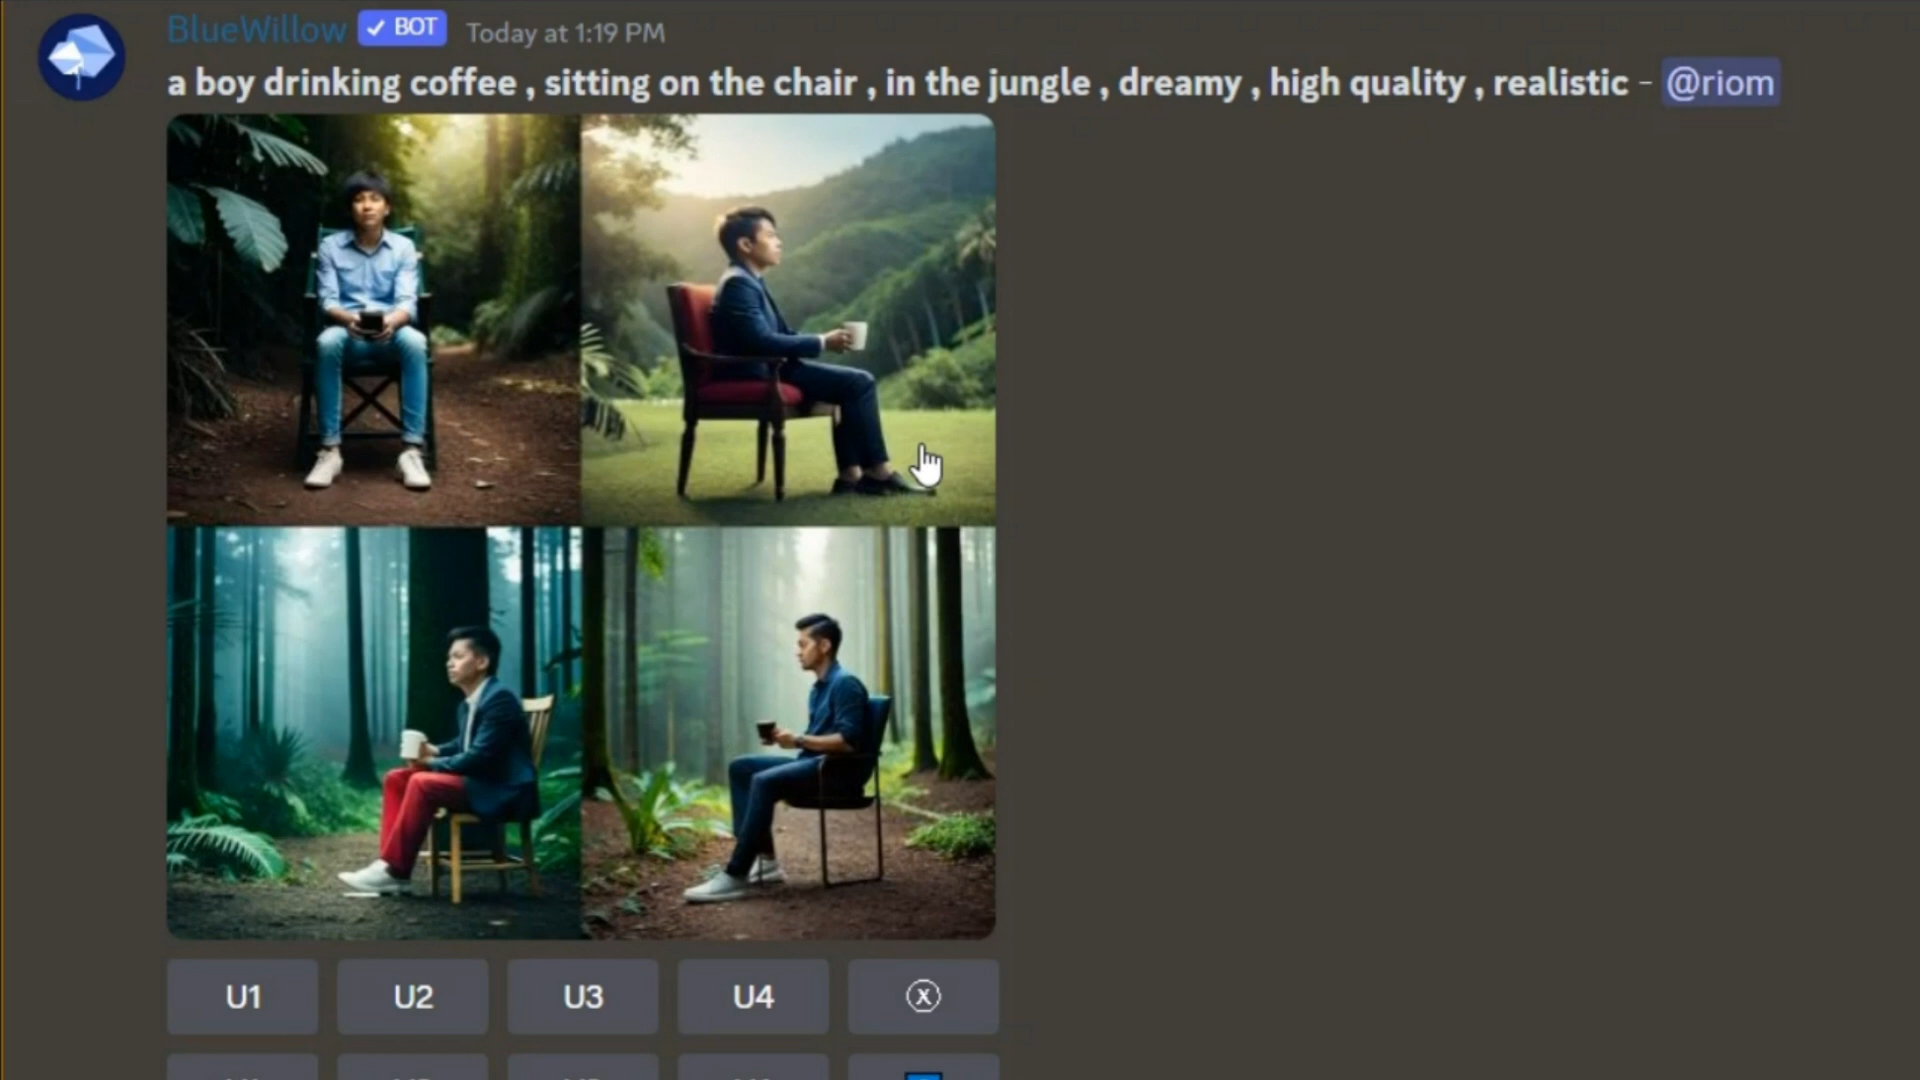 BlueWillow ✓ BOT Today at 1:19 PM
a boy drinking coffee , sitting on the chair , in the jungle , dreamy , high quality , realistic - @riom
U1 U2 U3 U4